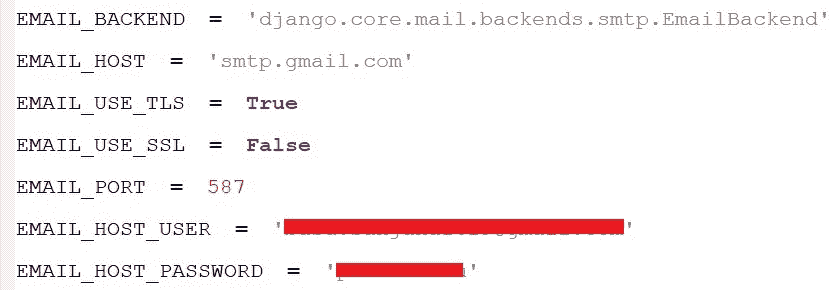 EMAIL_BACKEND = 'django.core.mail.backends.smtp.EmailBackend'
EMAIL_HOST = 'smtp.gmail.com'
EMAIL_USE_TLS = True
EMAIL_USE_SSL = False
EMAIL_PORT = 587
EMAIL_HOST_USER = ' '
EMAIL_HOST_PASSWORD = ' '